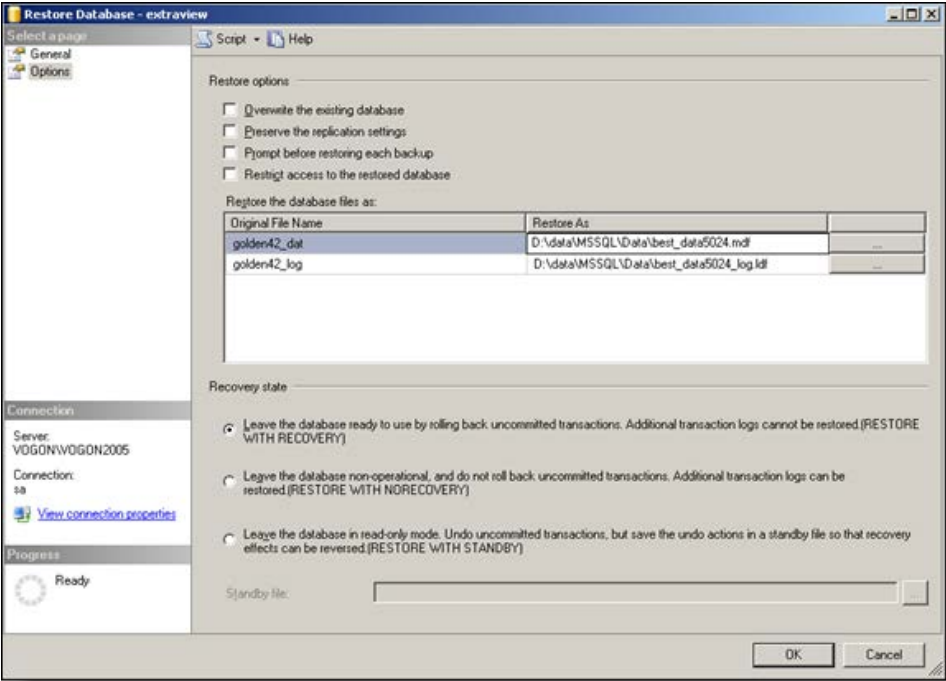 Restore Database - extraview
Select a page
General
Options
Script
Help
Restore options
Overwrite the existing database
Preserve the replication settings
Prompt before restoring each backup
Restrict access to the restored database
Restore the database files as:
Original File Name Restore As
golden42_dat D:\data\MSSQL\Data\best_data5024.mdf ...
golden42_log D:\data\MSSQL\Data\best_data5024_log.ldf ...
Recovery state
Leave the database ready to use by rolling back uncommitted transactions. Additional transaction logs cannot be restored.(RESTORE
WITH RECOVERY)
Leave the database non-operational, and do not roll back uncommitted transactions. Additional transaction logs can be
restored.(RESTORE WITH NORECOVERY)
Leave the database in read-only mode. Undo uncommitted transactions, but save the undo actions in a standby file so that recovery
effects can be reversed.(RESTORE WITH STANDBY)
Standby file: ...
Connection
Server:
VOGON\VOGON2005
Connection:
sa
View connection properties
Progress
Ready
OK Cancel